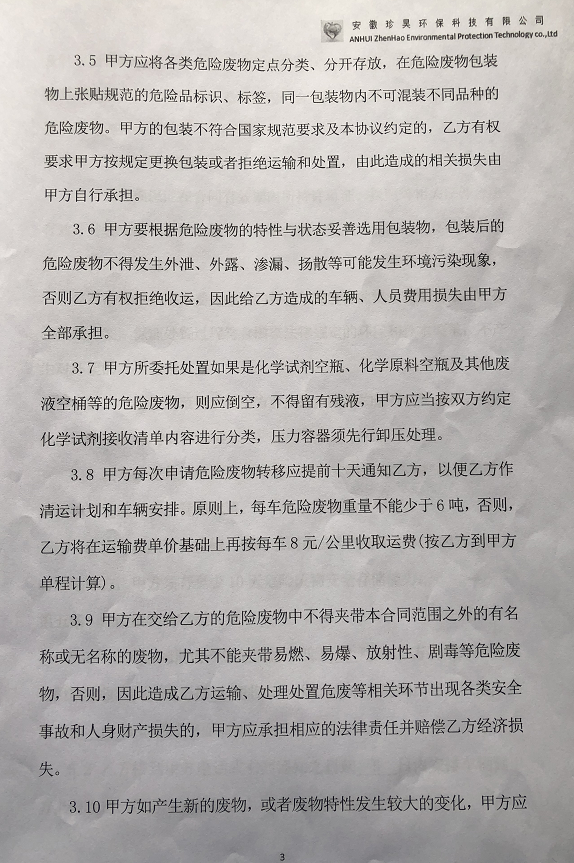 安徽珍昊环保科技有限公司
ANHUI ZhenHao Environmental Protection Technology co.,Ltd
3.5 甲方应将各类危险废物定点分类、分开存放，在危险废物包装
物上张贴规范的危险品标识、标签，同一包装物内不可混装不同品种的
危险废物。甲方的包装不符合国家规范要求及本协议约定的，乙方有权
要求甲方按规定更换包装或者拒绝运输和处置，由此造成的相关损失由
甲方自行承担。
3.6 甲方要根据危险废物的特性与状态妥善选用包装物，包装后的
危险废物不得发生外泄、外露、渗漏、扬散等可能发生环境污染现象，
否则乙方有权拒绝收运，因此给乙方造成的车辆、人员费用损失由甲方
全部承担。
3.7 甲方所委托处置如果是化学试剂空瓶、化学原料空瓶及其他废
液空桶等的危险废物，则应倒空，不得留有残液，甲方应当按双方约定
化学试剂接收清单内容进行分类，压力容器须先行卸压处理。
3.8 甲方每次申请危险废物转移应提前十天通知乙方，以便乙方作
清运计划和车辆安排。原则上，每车危险废物重量不能少于6吨，否则，
乙方将在运输费单价基础上再按每车8元/公里收取运费(按乙方到甲方
单程计算)。
3.9 甲方在交给乙方的危险废物中不得夹带本合同范围之外的有名
称或无名称的废物，尤其不能夹带易燃、易爆、放射性、剧毒等危险废
物，否则，因此造成乙方运输、处理处置危废等相关环节出现各类安全
事故和人身财产损失的，甲方应承担相应的法律责任并赔偿乙方经济损
失。
3.10甲方如产生新的废物，或者废物特性发生较大的变化，甲方应
3